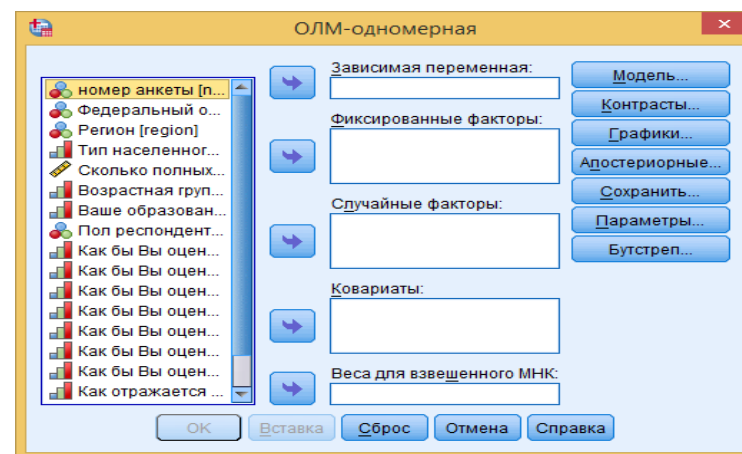 ОЛМ-одномерная
номер анкеты [n...
Федеральный о...
Регион [region]
Тип населенног...
Сколько полных...
Возрастная груп...
Ваше образован...
Пол респондент...
Как бы Вы оцен...
Как бы Вы оцен...
Как бы Вы оцен...
Как бы Вы оцен...
Как бы Вы оцен...
Как бы Вы оцен...
Как бы Вы оцен...
Как отражается ...
Зависимая переменная:
Фиксированные факторы:
Случайные факторы:
Ковариаты:
Веса для взвешенного МНК:
Модель...
Контрасты...
Графики...
Апостериорные...
Сохранить...
Параметры...
Бутстреп...
ОК Вставка Сброс Отмена Справка